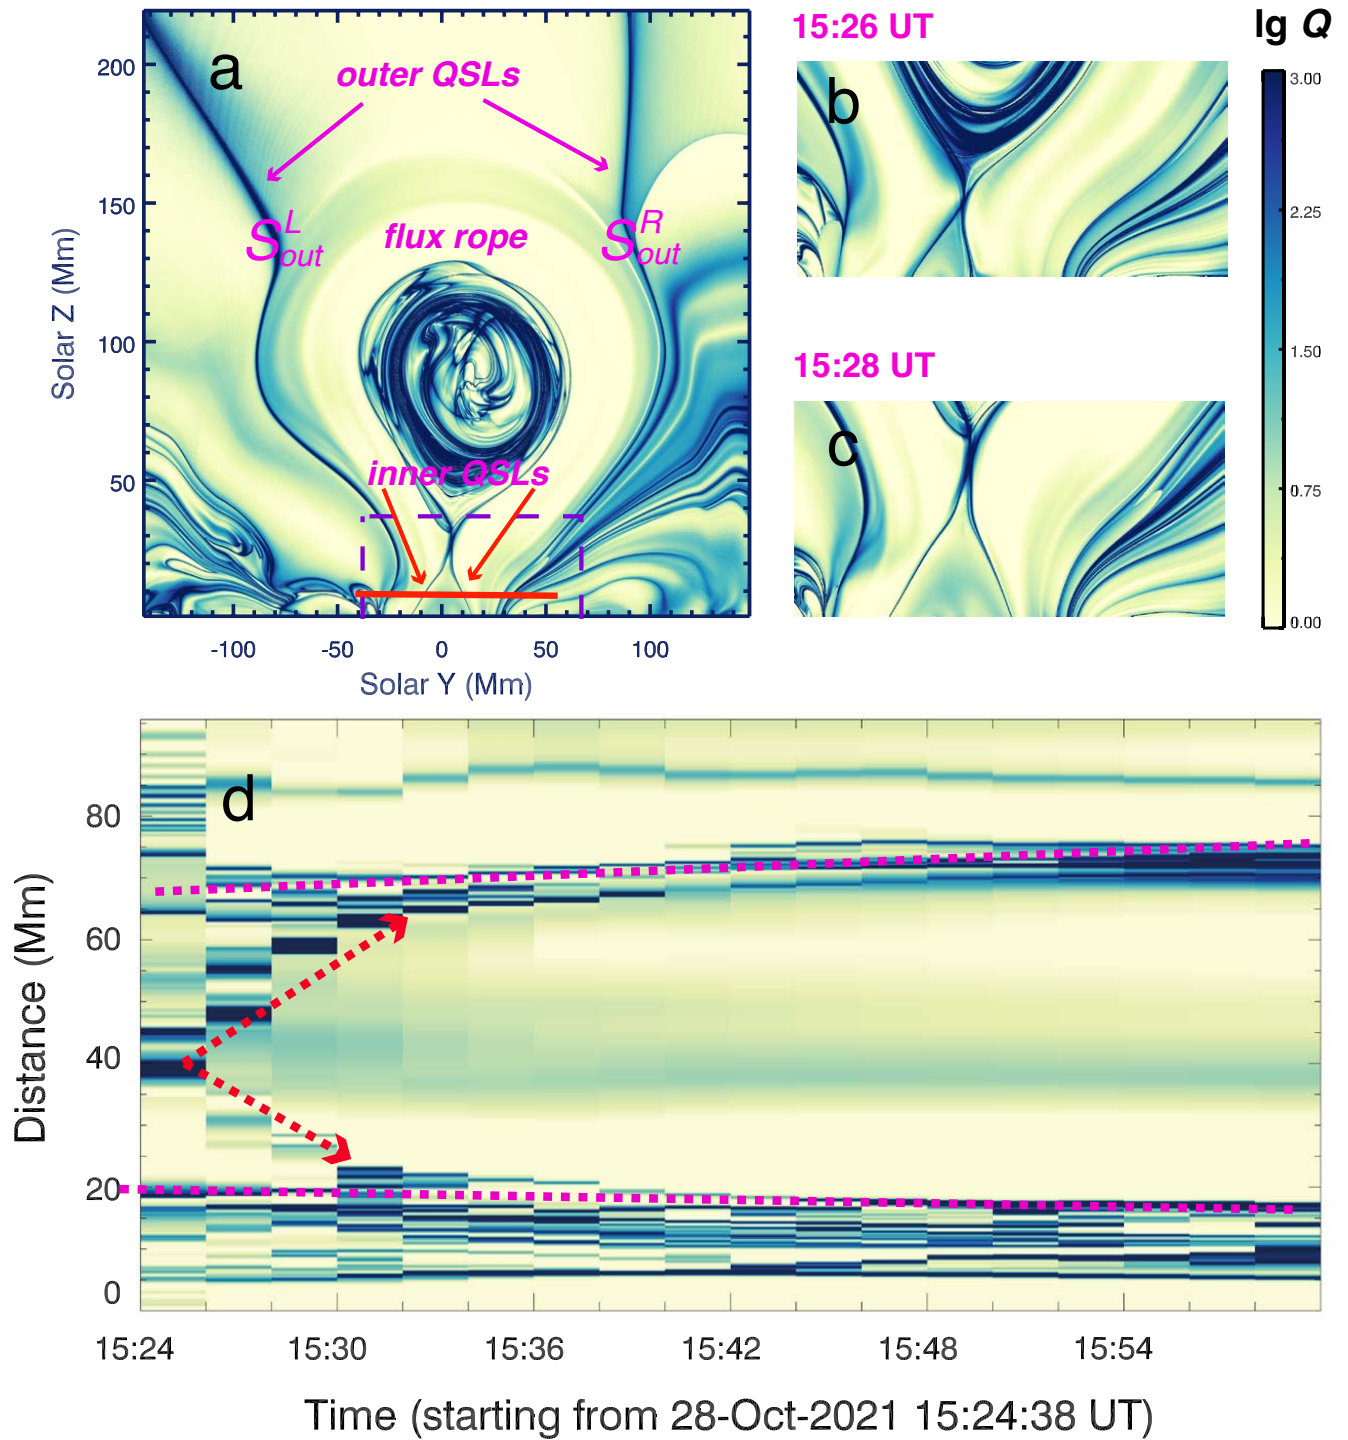 a
outer QSLs
S^L_out
S^R_out
flux rope
inner QSLs
200
150
100
50
Solar Z (Mm)
-100 -50 0 50 100
Solar Y (Mm)
15:26 UT
b
15:28 UT
c
lg Q
3.00
2.25
1.50
0.75
0.00
d
80
60
40
20
0
Distance (Mm)
15:24 15:30 15:36 15:42 15:48 15:54
Time (starting from 28-Oct-2021 15:24:38 UT)